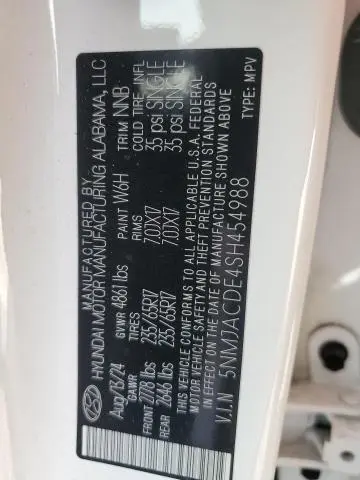 MANUFACTURED BY
HYUNDAI MOTOR MANUFACTURING ALABAMA, LLC
Aug/13/24 GVWR 4861 lbs PAINT W6H TRIM NNB
GAWR TIRES RIMS COLD TIRE INFL
FRONT 2778 lbs 235/65R17 7.0JX17 35 psi SINGLE
REAR 2646 lbs 235/65R17 7.0JX17 35 psi SINGLE
THIS VEHICLE CONFORMS TO ALL APPLICABLE U.S.A. FEDERAL
MOTOR VEHICLE SAFETY AND THEFT PREVENTION STANDARDS
IN EFFECT ON THE DATE OF MANUFACTURE SHOWN ABOVE
V.I.N 5NMJACDE4SH454988 TYPE: MPV